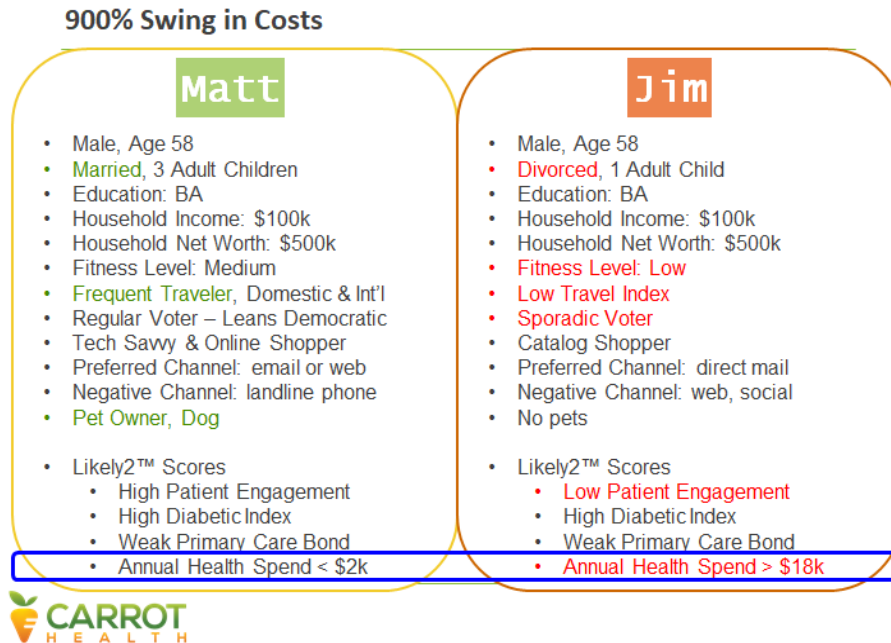 900% Swing in Costs
Matt
• Male, Age 58
• Married, 3 Adult Children
• Education: BA
• Household Income: $100k
• Household Net Worth: $500k
• Fitness Level: Medium
• Frequent Traveler, Domestic & Int'l
• Regular Voter – Leans Democratic
• Tech Savvy & Online Shopper
• Preferred Channel: email or web
• Negative Channel: landline phone
• Pet Owner, Dog
• Likely2™ Scores
• High Patient Engagement
• High Diabetic Index
• Weak Primary Care Bond
• Annual Health Spend < $2k
Jim
• Male, Age 58
• Divorced, 1 Adult Child
• Education: BA
• Household Income: $100k
• Household Net Worth: $500k
• Fitness Level: Low
• Low Travel Index
• Sporadic Voter
• Catalog Shopper
• Preferred Channel: direct mail
• Negative Channel: web, social
• No pets
• Likely2™ Scores
• Low Patient Engagement
• High Diabetic Index
• Weak Primary Care Bond
• Annual Health Spend > $18k
CARROT
HEALTH